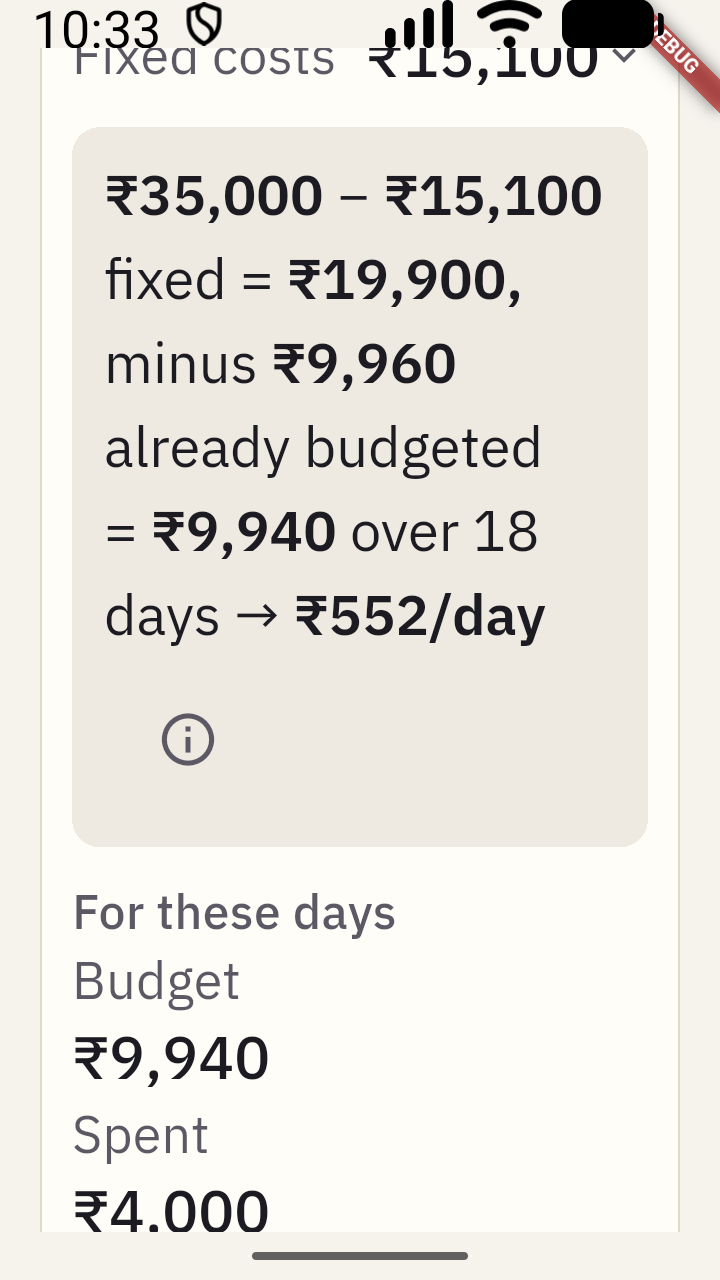 10:33
DEBUG
Fixed costs ₹15,100
₹35,000 – ₹15,100
fixed = ₹19,900,
minus ₹9,960
already budgeted
= ₹9,940 over 18
days → ₹552/day
For these days
Budget
₹9,940
Spent
₹4,000